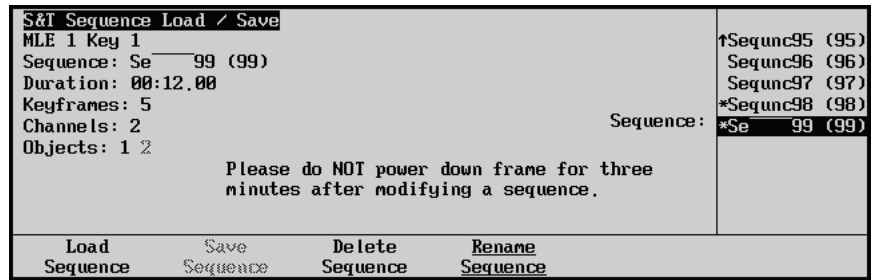 S&T Sequence Load / Save
MLE 1 Key 1
Sequence: Se 99 (99)
Duration: 00:12.00
Keyframes: 5
Channels: 2
Objects: 1 2
Please do NOT power down frame for three
minutes after modifying a sequence.
Sequence:
↑Sequnc95 (95)
Sequnc96 (96)
Sequnc97 (97)
*Sequnc98 (98)
*Se 99 (99)
Load
Sequence
Save
Sequence
Delete
Sequence
Rename
Sequence